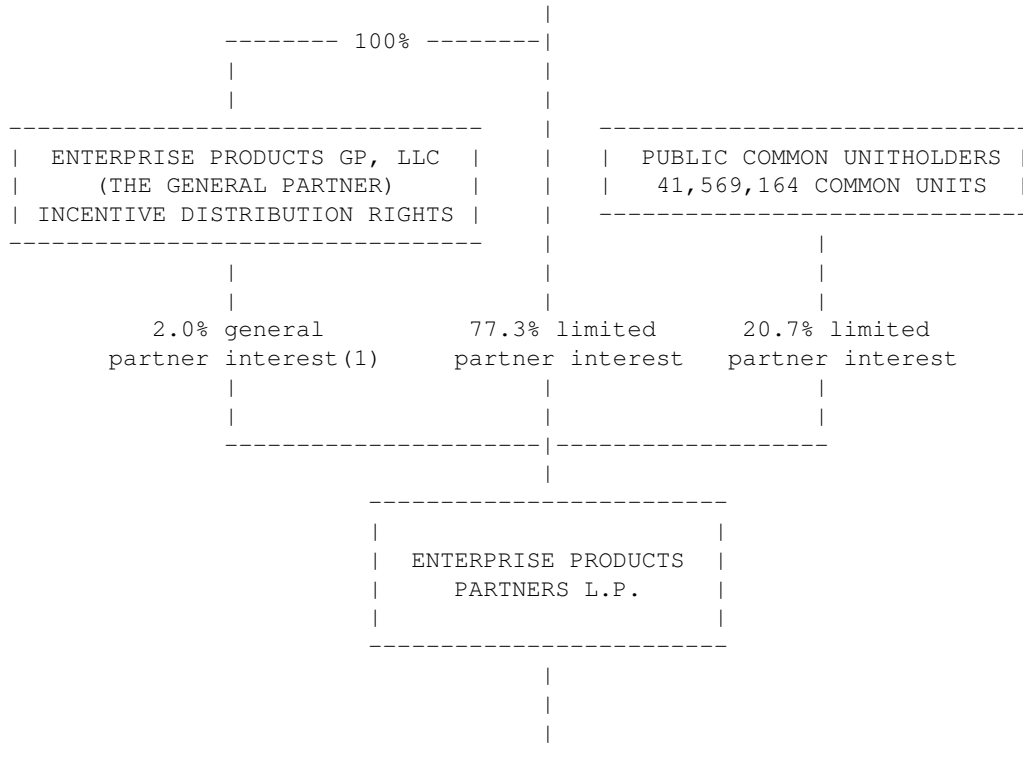 100%
ENTERPRISE PRODUCTS GP, LLC
(THE GENERAL PARTNER)
INCENTIVE DISTRIBUTION RIGHTS
PUBLIC COMMON UNITHOLDERS
41,569,164 COMMON UNITS
2.0% general
partner interest(1)
77.3% limited
partner interest
20.7% limited
partner interest
ENTERPRISE PRODUCTS
PARTNERS L.P.